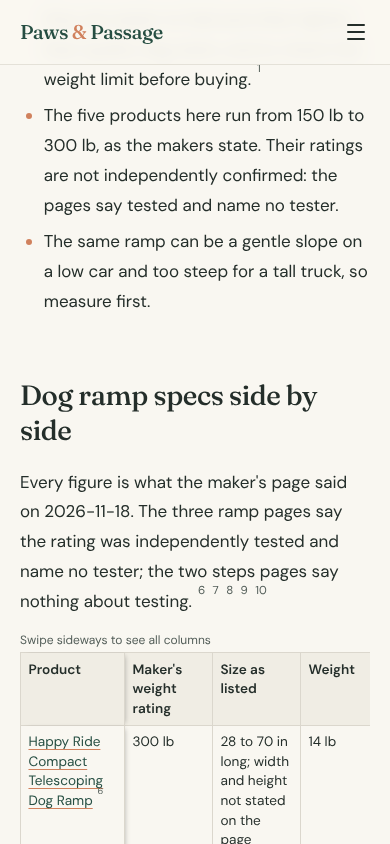 Paws & Passage
weight limit before buying. 1
The five products here run from 150 lb to
300 lb, as the makers state. Their ratings
are not independently confirmed: the
pages say tested and name no tester.
The same ramp can be a gentle slope on
a low car and too steep for a tall truck, so
measure first.
Dog ramp specs side by
side
Every figure is what the maker's page said
on 2026-11-18. The three ramp pages say
the rating was independently tested and
name no tester; the two steps pages say
nothing about testing. 6 7 8 9 10
Swipe sideways to see all columns
Product
Maker's
weight
rating
Size as
listed
Weight
Happy Ride
Compact
Telescoping
Dog Ramp 6
300 lb
28 to 70 in
long; width
and height
not stated
on the
page
14 lb